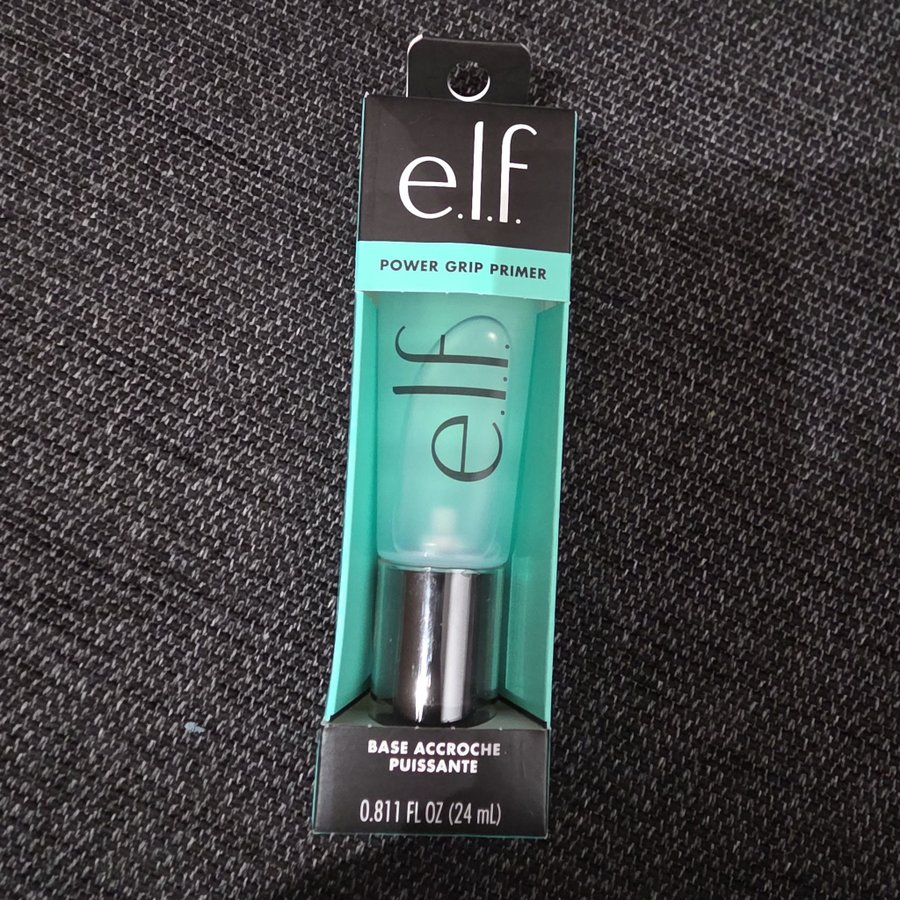 e.l.f.
POWER GRIP PRIMER
e.l.f.
BASE ACCROCHE
PUISSANTE
0.811 FL OZ (24 mL)